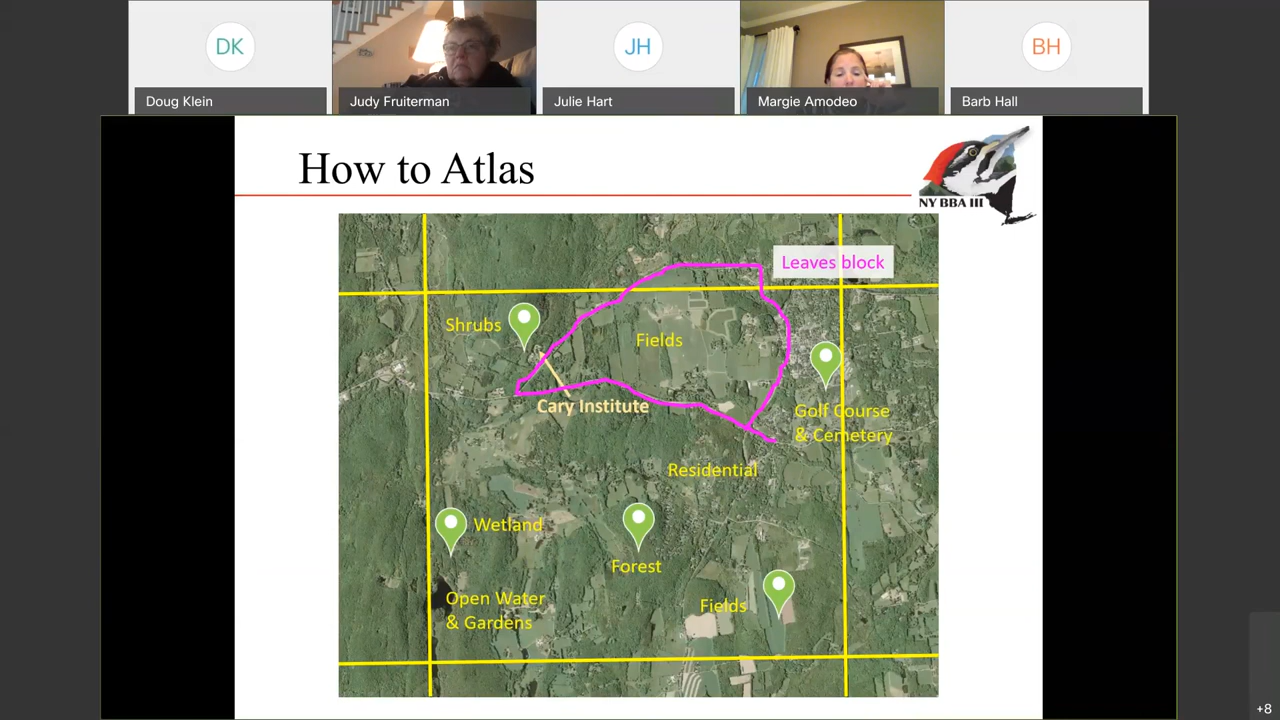 DK
JH
BH
Doug Klein
Judy Fruiterman
Julie Hart
Margie Amodeo
Barb Hall
How to Atlas
NY BBA III
Leaves block
Shrubs
Fields
Cary Institute
Golf Course
& Cemetery
Residential
Wetland
Forest
Open Water
& Gardens
Fields
+8